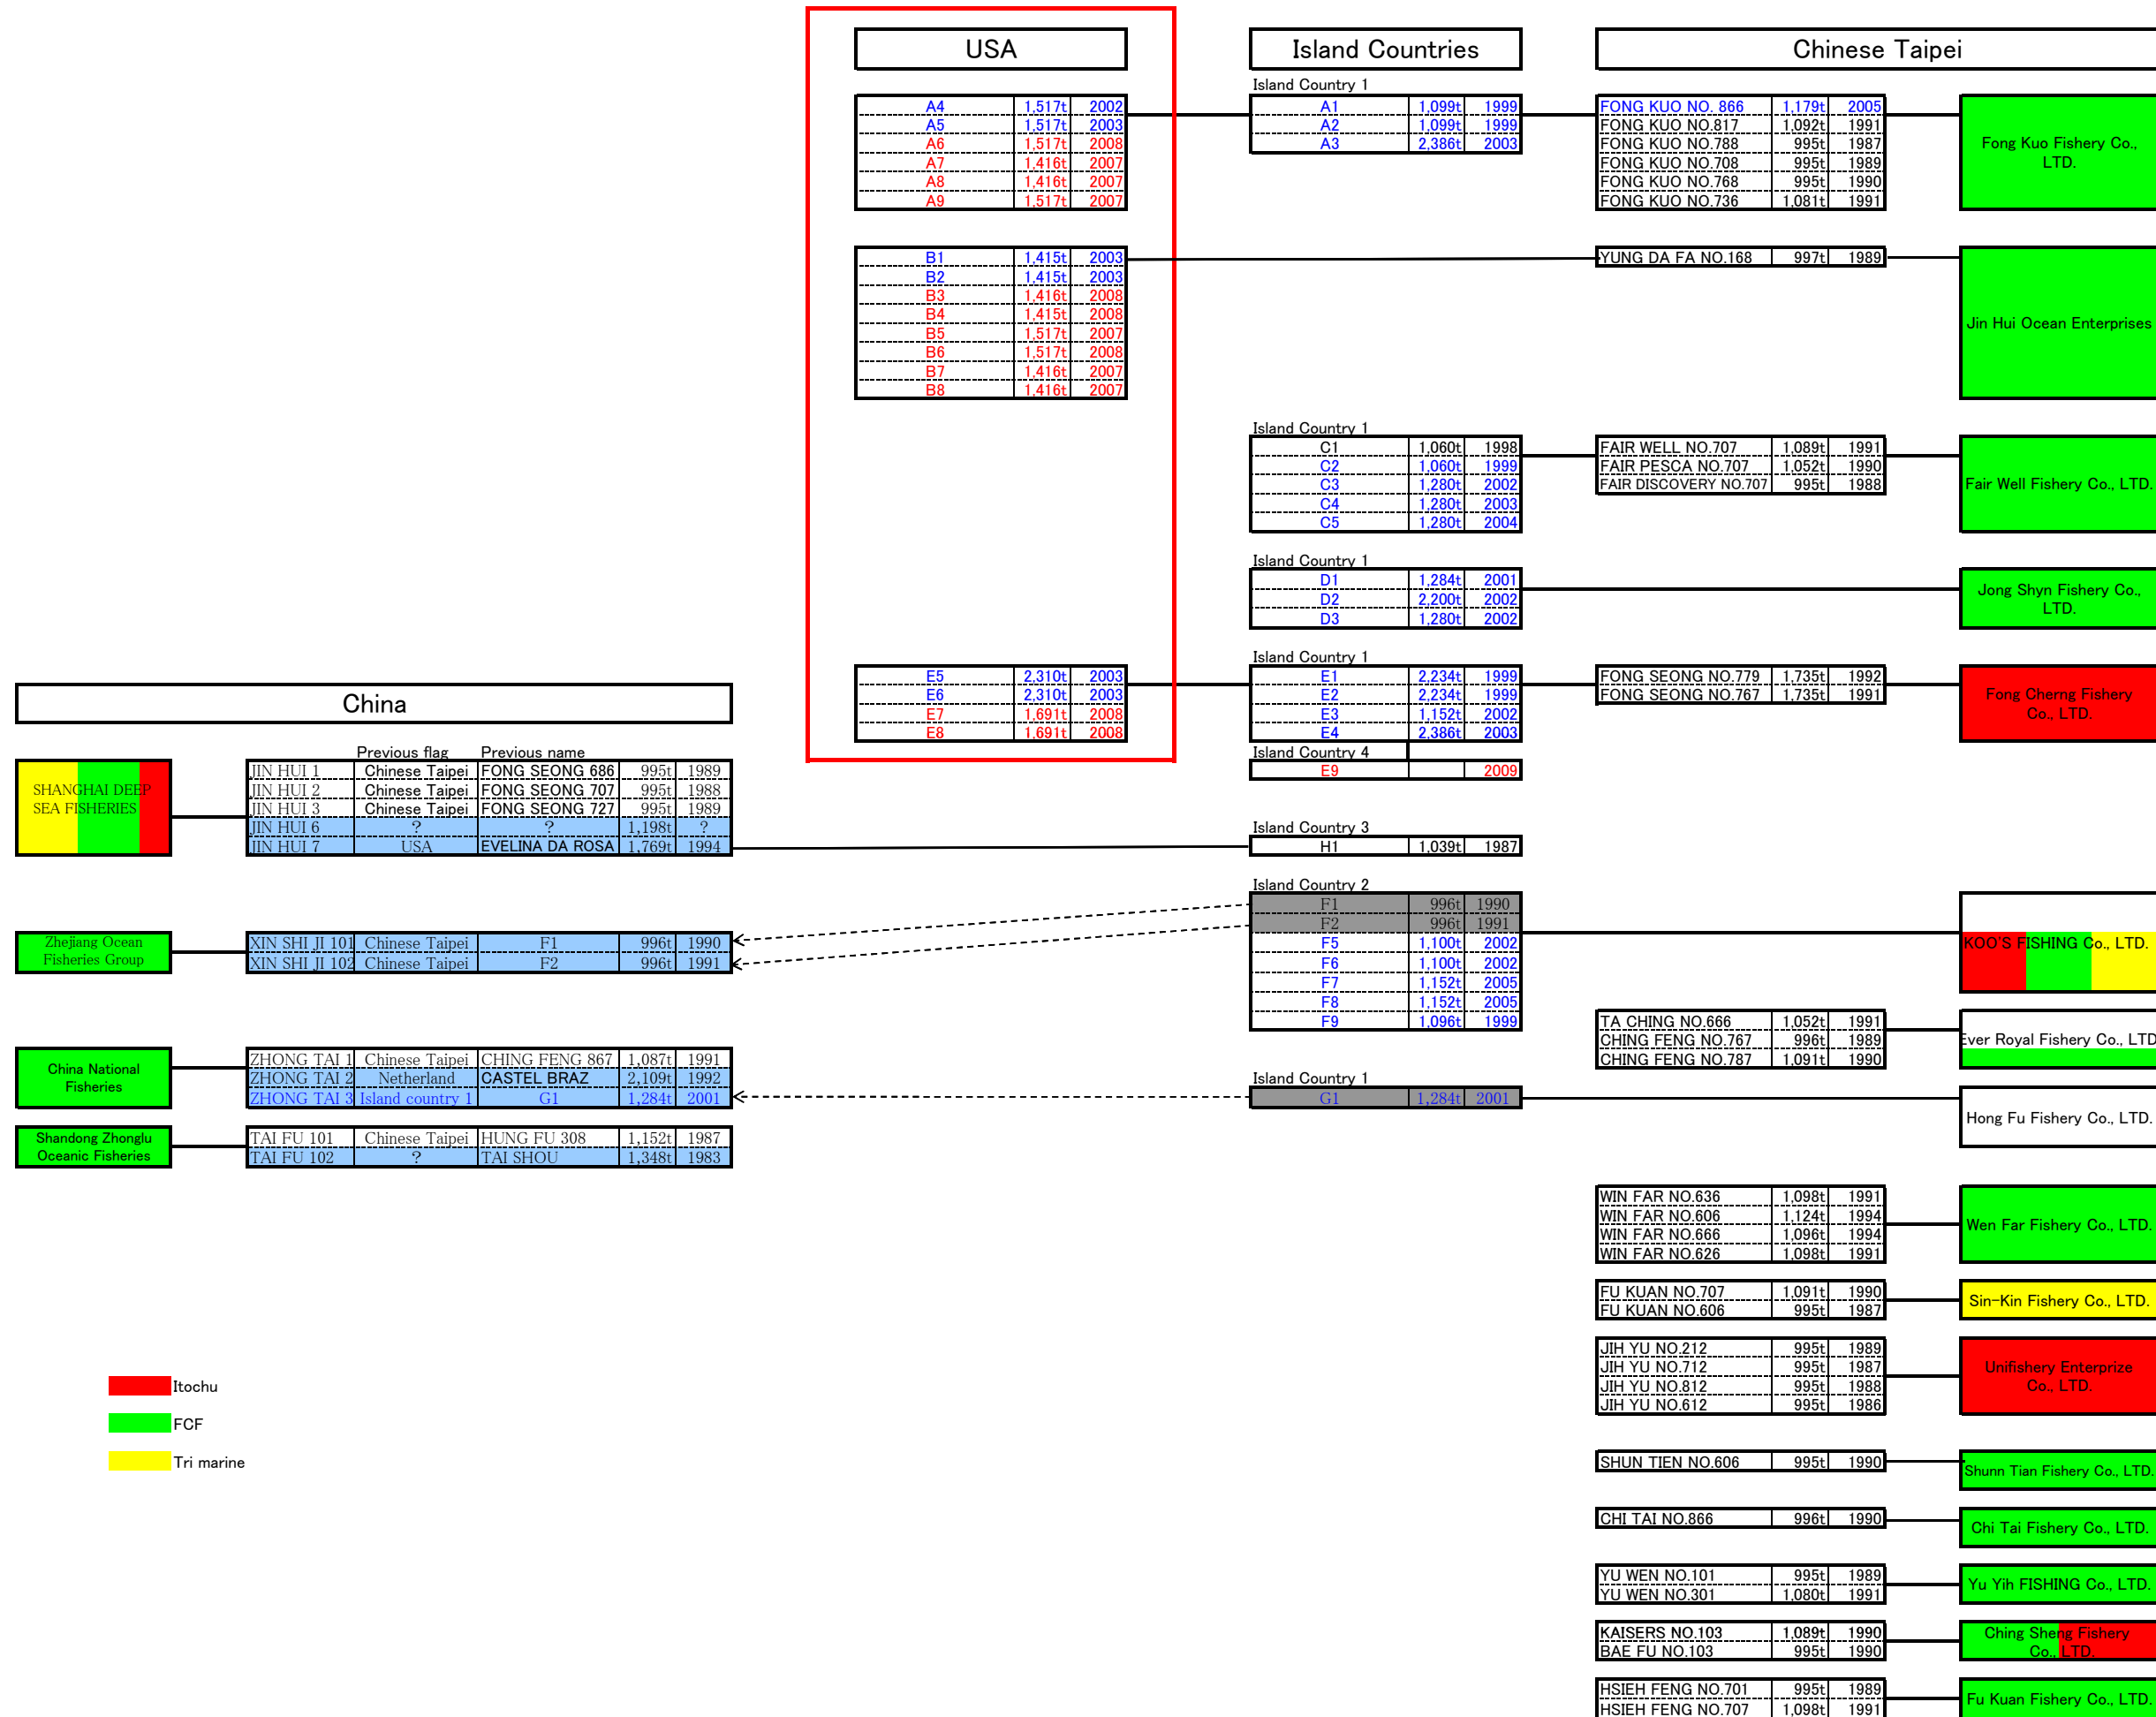 USA
Island Countries
Chinese Taipei
Island Country 1
A4 1,517t 2002
A5 1,517t 2003
A6 1,517t 2008
A7 1,416t 2007
A8 1,416t 2007
A9 1,517t 2007
A1 1,099t 1999
A2 1,099t 1999
A3 2,386t 2003
FONG KUO NO. 866 1,179t 2005
FONG KUO NO.817 1,092t 1991
FONG KUO NO.788 995t 1987
FONG KUO NO.708 995t 1989
FONG KUO NO.768 995t 1990
FONG KUO NO.736 1,081t 1991
Fong Kuo Fishery Co.,
LTD.
B1 1,415t 2003
B2 1,415t 2003
B3 1,416t 2008
B4 1,415t 2008
B5 1,517t 2007
B6 1,517t 2008
B7 1,416t 2007
B8 1,416t 2007
YUNG DA FA NO.168 997t 1989
Jin Hui Ocean Enterprises
Island Country 1
C1 1,060t 1998
C2 1,060t 1999
C3 1,280t 2002
C4 1,280t 2003
C5 1,280t 2004
FAIR WELL NO.707 1,089t 1991
FAIR PESCA NO.707 1,052t 1990
FAIR DISCOVERY NO.707 995t 1988
Fair Well Fishery Co., LTD.
Island Country 1
D1 1,284t 2001
D2 2,200t 2002
D3 1,280t 2002
Jong Shyn Fishery Co.,
LTD.
Island Country 1
E5 2,310t 2003
E6 2,310t 2003
E7 1,691t 2008
E8 1,691t 2008
E1 2,234t 1999
E2 2,234t 1999
E3 1,152t 2002
E4 2,386t 2003
Island Country 4
E9 2009
FONG SEONG NO.779 1,735t 1992
FONG SEONG NO.767 1,735t 1991
Fong Cherng Fishery
Co., LTD.
China
Previous flag Previous name
SHANGHAI DEEP
SEA FISHERIES
JIN HUI 1 Chinese Taipei FONG SEONG 686 995t 1989
JIN HUI 2 Chinese Taipei FONG SEONG 707 995t 1988
JIN HUI 3 Chinese Taipei FONG SEONG 727 995t 1989
JIN HUI 6 ? ? 1,198t ?
JIN HUI 7 USA EVELINA DA ROSA 1,769t 1994
Island Country 3
H1 1,039t 1987
Island Country 2
F1 996t 1990
F2 996t 1991
F5 1,100t 2002
F6 1,100t 2002
F7 1,152t 2005
F8 1,152t 2005
F9 1,096t 1999
KOO'S FISHING Co., LTD.
Zhejiang Ocean
Fisheries Group
XIN SHI JI 101 Chinese Taipei F1 996t 1990
XIN SHI JI 102 Chinese Taipei F2 996t 1991
TA CHING NO.666 1,052t 1991
CHING FENG NO.767 996t 1989
CHING FENG NO.787 1,091t 1990
Ever Royal Fishery Co., LTD
China National
Fisheries
ZHONG TAI 1 Chinese Taipei CHING FENG 867 1,087t 1991
ZHONG TAI 2 Netherland CASTEL BRAZ 2,109t 1992
ZHONG TAI 3 Island country 1 G1 1,284t 2001
Island Country 1
G1 1,284t 2001
Hong Fu Fishery Co., LTD.
Shandong Zhonglu
Oceanic Fisheries
TAI FU 101 Chinese Taipei HUNG FU 308 1,152t 1987
TAI FU 102 ? TAI SHOU 1,348t 1983
WIN FAR NO.636 1,098t 1991
WIN FAR NO.606 1,124t 1994
WIN FAR NO.666 1,096t 1994
WIN FAR NO.626 1,098t 1991
Wen Far Fishery Co., LTD.
FU KUAN NO.707 1,091t 1990
FU KUAN NO.606 995t 1987
Sin-Kin Fishery Co., LTD.
JIH YU NO.212 995t 1989
JIH YU NO.712 995t 1987
JIH YU NO.812 995t 1988
JIH YU NO.612 995t 1986
Unifishery Enterprize
Co., LTD.
Itochu
FCF
Tri marine
SHUN TIEN NO.606 995t 1990
Shunn Tian Fishery Co., LTD.
CHI TAI NO.866 996t 1990
Chi Tai Fishery Co., LTD.
YU WEN NO.101 995t 1989
YU WEN NO.301 1,080t 1991
Yu Yih FISHING Co., LTD.
KAISERS NO.103 1,089t 1990
BAE FU NO.103 995t 1990
Ching Sheng Fishery
Co., LTD.
HSIEH FENG NO.701 995t 1989
HSIEH FENG NO.707 1,098t 1991
Fu Kuan Fishery Co., LTD.